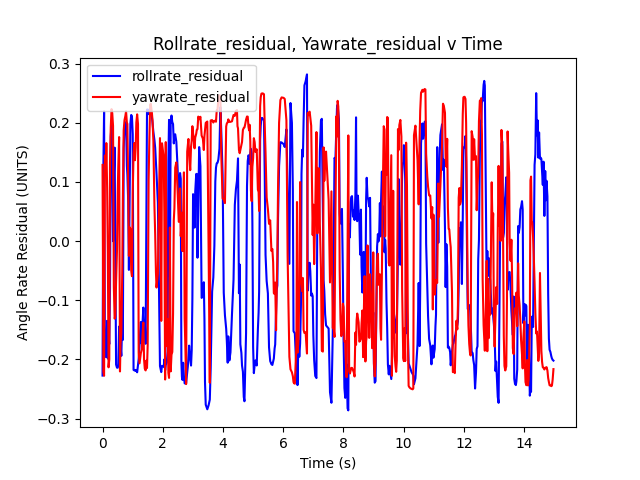 Rollrate_residual, Yawrate_residual v Time
rollrate_residual
yawrate_residual
Angle Rate Residual (UNITS)
0.3
0.2
0.1
0.0
−0.1
−0.2
−0.3
0 2 4 6 8 10 12 14
Time (s)